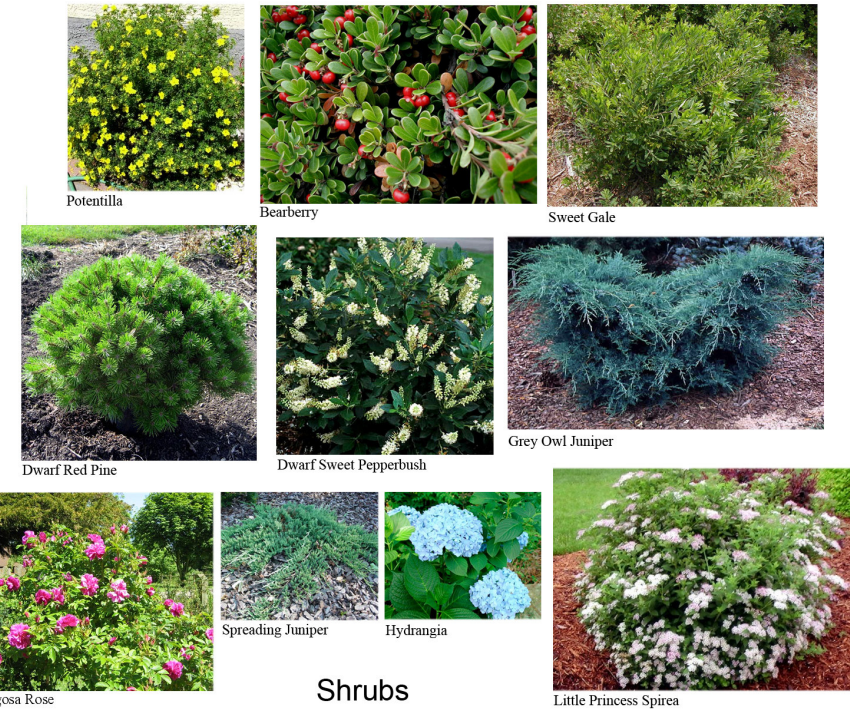 Potentilla
Bearberry
Sweet Gale
Dwarf Red Pine
Dwarf Sweet Pepperbush
Grey Owl Juniper
gosa Rose
Spreading Juniper
Hydrangia
Little Princess Spirea
Shrubs